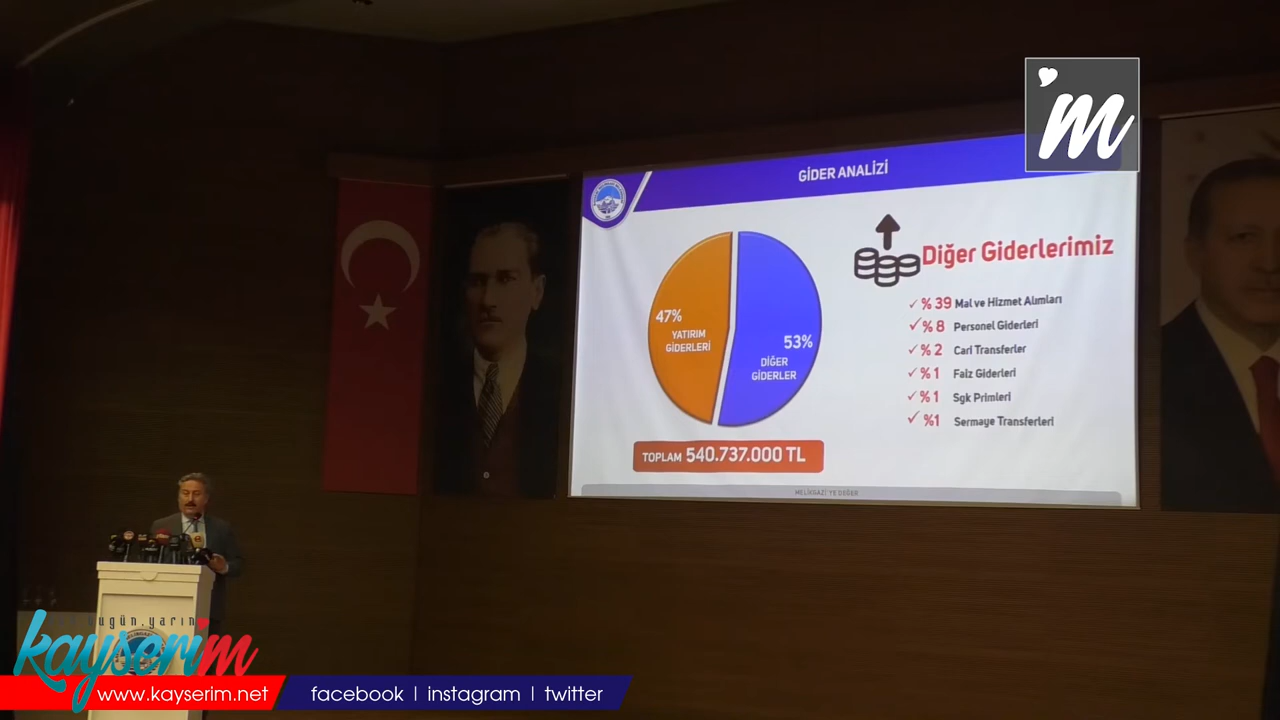 'm
GİDER ANALİZİ
47%
YATIRIM
GİDERLERİ
53%
DİĞER
GİDERLER
TOPLAM 540.737.000 TL
Diğer Giderlerimiz
✓ % 39 Mal ve Hizmet Alımları
✓ % 8 Personel Giderleri
✓ % 2 Cari Transferler
✓ % 1 Faiz Giderleri
✓ % 1 Sgk Primleri
✓ %1 Sermaye Transferleri
MELİKGAZİ'YE DEĞER
bugün.yarın
kayserim
www.kayserim.net
facebook | instagram | twitter